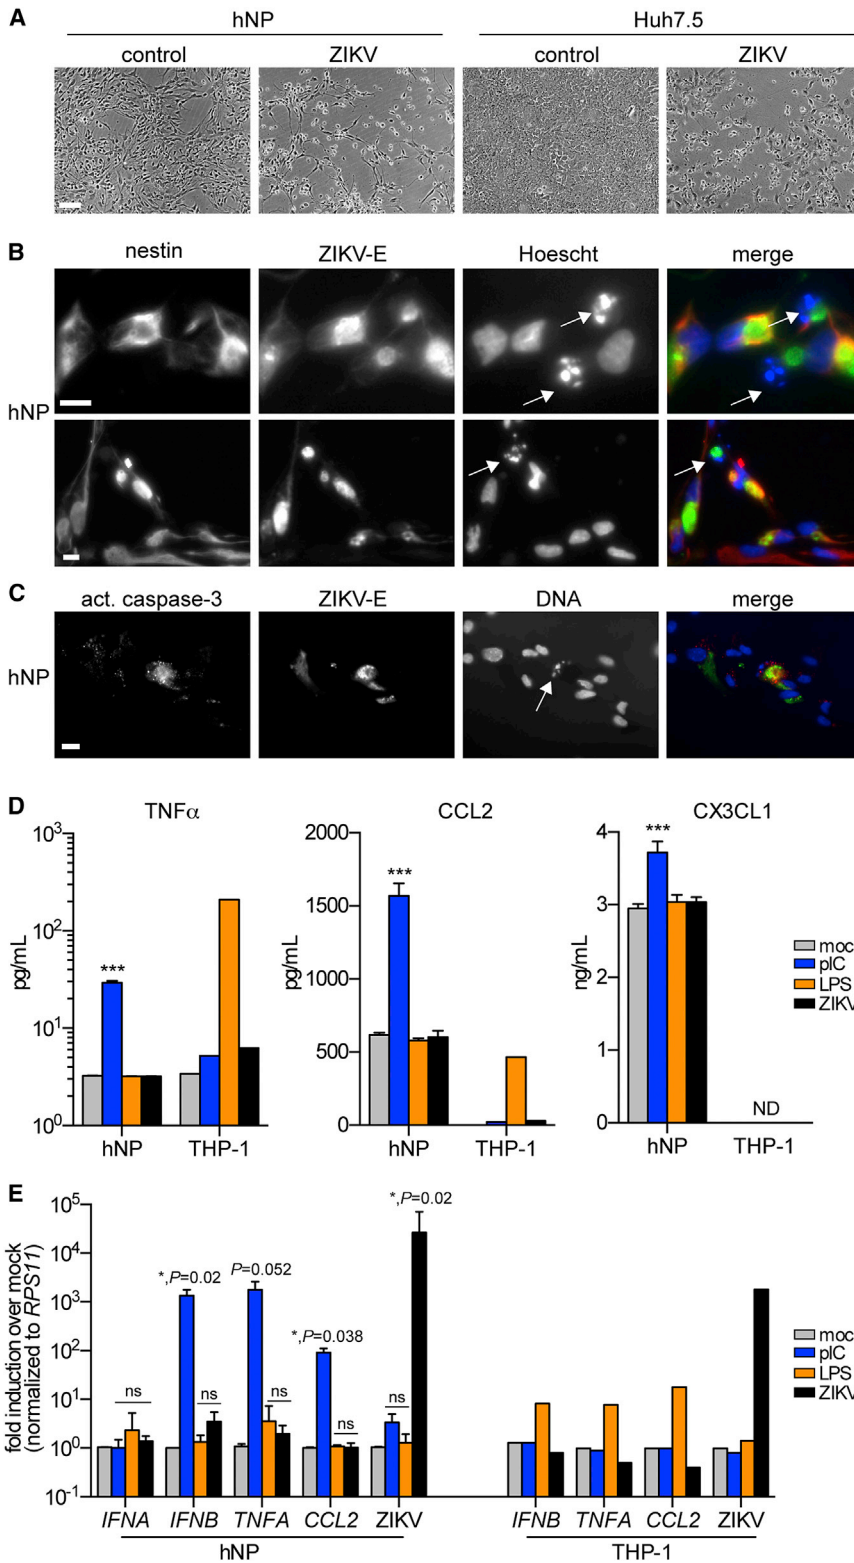 A
hNP
Huh7.5
control
ZIKV
control
ZIKV
B
nestin
ZIKV-E
Hoescht
merge
hNP
C
act. caspase-3
ZIKV-E
DNA
merge
hNP
D
TNFα
CCL2
CX3CL1
10³
10²
10¹
10⁰
pg/mL
***
hNP
THP-1
2000
1500
1000
500
0
pg/mL
***
hNP
THP-1
4
3
2
1
0
ng/mL
***
ND
hNP
THP-1
moc
pIC
LPS
ZIKV
E
fold induction over mock
(normalized to RPS11)
10⁵
10⁴
10³
10²
10¹
10⁰
10⁻¹
ns
*,P=0.02
ns
P=0.052
ns
*,P=0.038
ns
ns
*,P=0.02
IFNA
IFNB
TNFA
CCL2
ZIKV
IFNB
TNFA
CCL2
ZIKV
hNP
THP-1
moc
pIC
LPS
ZIKV